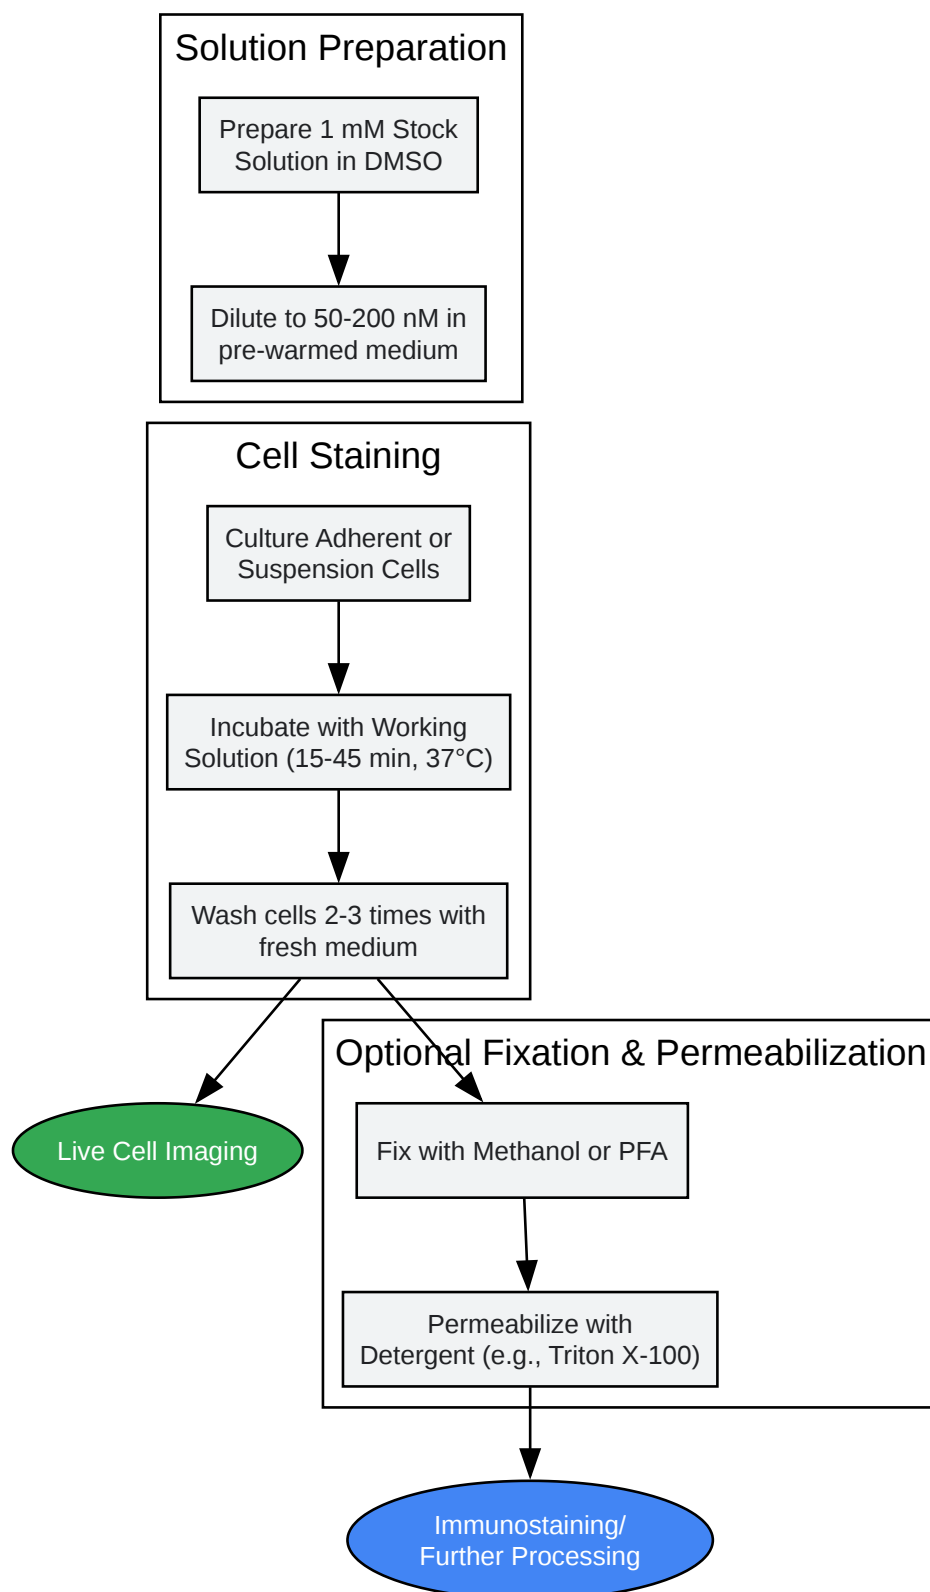 Solution Preparation
Prepare 1 mM Stock
Solution in DMSO
Dilute to 50-200 nM in
pre-warmed medium
Cell Staining
Culture Adherent or
Suspension Cells
Incubate with Working
Solution (15-45 min, 37°C)
Wash cells 2-3 times with
fresh medium
Optional Fixation & Permeabilization
Live Cell Imaging
Fix with Methanol or PFA
Permeabilize with
Detergent (e.g., Triton X-100)
Immunostaining/
Further Processing